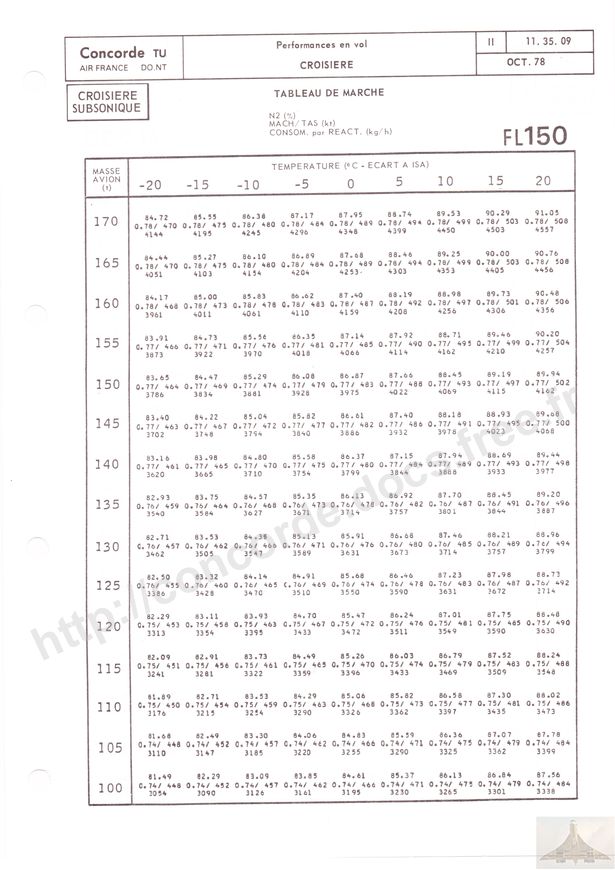 Concorde TU
AIR FRANCE DO.NT
Performances en vol
CROISIERE
II
11. 35. 09
OCT. 78
CROISIERE
SUBSONIQUE
TABLEAU DE MARCHE
N2 (%)
MACH/TAS (kt)
CONSOM. par REACT. (kg/h)
FL150
MASSE
AVION
(t)
TEMPERATURE (°C - ECART A ISA)
-20 -15 -10 -5 0 5 10 15 20
84.72 85.55 86.38 87.17 87.95 88.74 89.53 90.29 91.05
170 0.78/ 470 0.78/ 475 0.78/ 480 0.78/ 484 0.78/ 489 0.78/ 494 0.78/ 499 0.78/ 503 0.78/ 508
4144 4195 4245 4296 4348 4399 4450 4503 4557
84.44 85.27 86.10 86.89 87.68 88.46 89.25 90.00 90.76
165 0.78/ 470 0.78/ 475 0.78/ 480 0.78/ 484 0.78/ 489 0.78/ 494 0.78/ 499 0.78/ 503 0.78/ 508
4051 4103 4154 4204 4253 4303 4353 4405 4456
84.17 85.00 85.83 86.62 87.40 88.19 88.98 89.73 90.48
160 0.78/ 468 0.78/ 473 0.78/ 478 0.78/ 483 0.78/ 487 0.78/ 492 0.78/ 497 0.78/ 501 0.78/ 506
3961 4011 4061 4110 4159 4208 4256 4306 4356
83.91 84.73 85.56 86.35 87.14 87.92 88.71 89.46 90.20
155 0.77/ 466 0.77/ 471 0.77/ 476 0.77/ 481 0.77/ 485 0.77/ 490 0.77/ 495 0.77/ 499 0.77/ 504
3873 3922 3970 4018 4066 4114 4162 4210 4257
83.65 84.47 85.29 86.08 86.87 87.66 88.45 89.19 89.94
150 0.77/ 464 0.77/ 469 0.77/ 474 0.77/ 479 0.77/ 483 0.77/ 488 0.77/ 493 0.77/ 497 0.77/ 502
3786 3834 3881 3928 3975 4022 4069 4115 4162
83.40 84.22 85.04 85.82 86.61 87.40 88.18 88.93 89.68
145 0.77/ 463 0.77/ 467 0.77/ 472 0.77/ 477 0.77/ 482 0.77/ 486 0.77/ 491 0.77/ 495 0.77/ 500
3702 3748 3794 3840 3886 3932 3978 4023 4068
83.16 83.98 84.80 85.58 86.37 87.15 87.94 88.69 89.44
140 0.77/ 461 0.77/ 465 0.77/ 470 0.77/ 475 0.77/ 480 0.77/ 484 0.77/ 489 0.77/ 493 0.77/ 498
3620 3665 3710 3754 3799 3844 3888 3933 3977
82.93 83.75 84.57 85.35 86.13 86.92 87.70 88.45 89.20
135 0.76/ 459 0.76/ 464 0.76/ 468 0.76/ 473 0.76/ 478 0.76/ 482 0.76/ 487 0.76/ 491 0.76/ 496
3540 3584 3627 3671 3714 3757 3801 3844 3887
82.71 83.53 84.35 85.13 85.91 86.68 87.46 88.21 88.96
130 0.76/ 457 0.76/ 462 0.76/ 466 0.76/ 471 0.76/ 476 0.76/ 480 0.76/ 485 0.76/ 489 0.76/ 494
3462 3505 3547 3589 3631 3673 3714 3757 3799
82.50 83.32 84.14 84.91 85.68 86.46 87.23 87.98 88.73
125 0.76/ 455 0.76/ 460 0.76/ 465 0.76/ 469 0.76/ 474 0.76/ 478 0.76/ 483 0.76/ 487 0.76/ 492
3386 3428 3470 3510 3550 3590 3631 3672 3714
82.29 83.11 83.93 84.70 85.47 86.24 87.01 87.75 88.48
120 0.75/ 453 0.75/ 458 0.75/ 463 0.75/ 467 0.75/ 472 0.75/ 476 0.75/ 481 0.75/ 485 0.75/ 490
3313 3354 3395 3433 3472 3511 3549 3590 3630
82.09 82.91 83.73 84.49 85.26 86.03 86.79 87.52 88.24
115 0.75/ 451 0.75/ 456 0.75/ 461 0.75/ 465 0.75/ 470 0.75/ 474 0.75/ 479 0.75/ 483 0.75/ 488
3241 3281 3322 3359 3396 3433 3469 3509 3548
81.89 82.71 83.53 84.29 85.06 85.82 86.58 87.30 88.02
110 0.75/ 450 0.75/ 454 0.75/ 459 0.75/ 463 0.75/ 468 0.75/ 473 0.75/ 477 0.75/ 481 0.75/ 486
3176 3215 3254 3290 3326 3362 3397 3435 3473
81.68 82.49 83.30 84.06 84.83 85.59 86.36 87.07 87.78
105 0.74/ 448 0.74/ 452 0.74/ 457 0.74/ 462 0.74/ 466 0.74/ 471 0.74/ 475 0.74/ 479 0.74/ 484
3110 3147 3185 3220 3255 3290 3325 3362 3399
81.49 82.29 83.09 83.85 84.61 85.37 86.13 86.84 87.56
100 0.74/ 448 0.74/ 452 0.74/ 457 0.74/ 462 0.74/ 466 0.74/ 471 0.74/ 475 0.74/ 479 0.74/ 484
3054 3090 3126 3161 3195 3230 3265 3301 3338
http://concorde-docs.free.fr